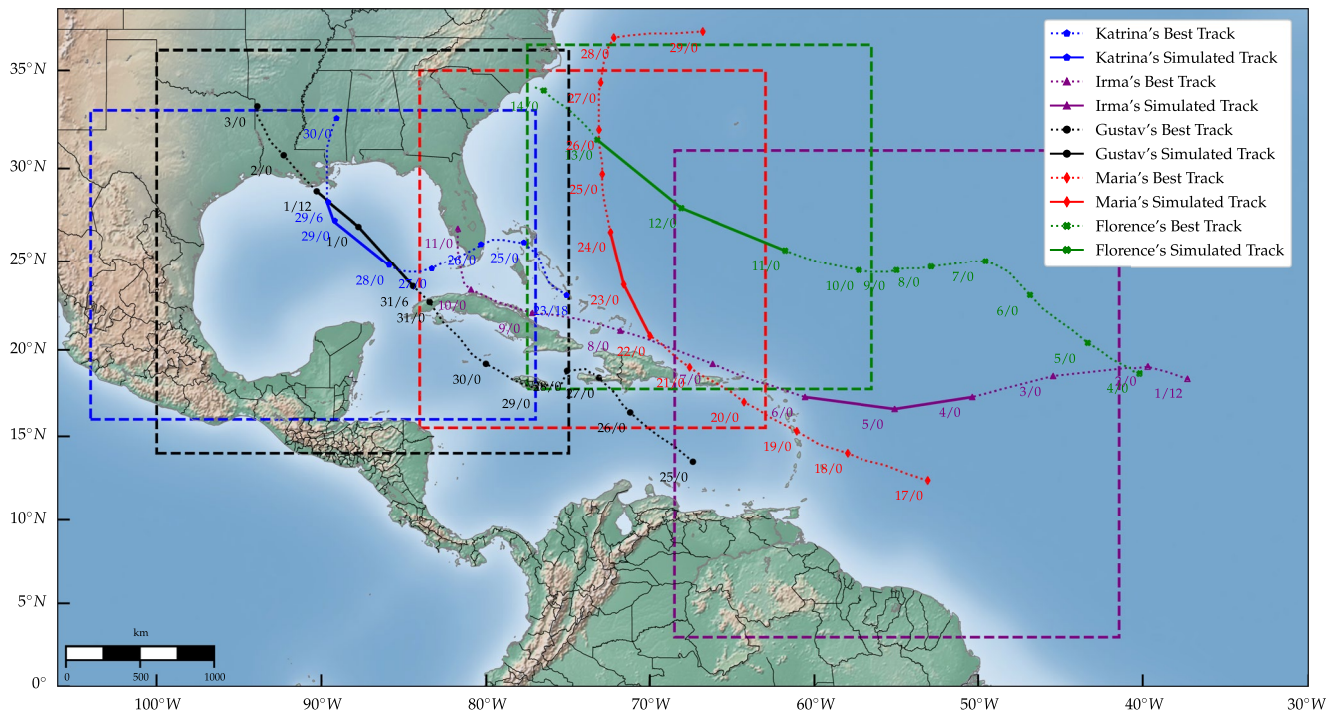 Katrina's Best Track
Katrina's Simulated Track
Irma's Best Track
Irma's Simulated Track
Gustav's Best Track
Gustav's Simulated Track
Maria's Best Track
Maria's Simulated Track
Florence's Best Track
Florence's Simulated Track
35°N
30°N
25°N
20°N
15°N
10°N
5°N
0°
28/0
29/0
27/0
26/0
25/0
24/0
23/0
22/0
21/0
20/0
19/0
18/0
17/0
14/0
13/0
12/0
11/0
10/0
9/0
8/0
7/0
6/0
5/0
4/0
3/0
2/0
1/12
1/0
31/6
31/0
30/0
29/0
28/0
27/0
26/0
25/0
30/0
29/6
29/0
28/0
27/0
26/0
25/0
23/18
11/0
10/0
9/0
8/0
7/0
6/0
5/0
4/0
3/0
2/0
1/12
km
0
500
1000
100°W
90°W
80°W
70°W
60°W
50°W
40°W
30°W